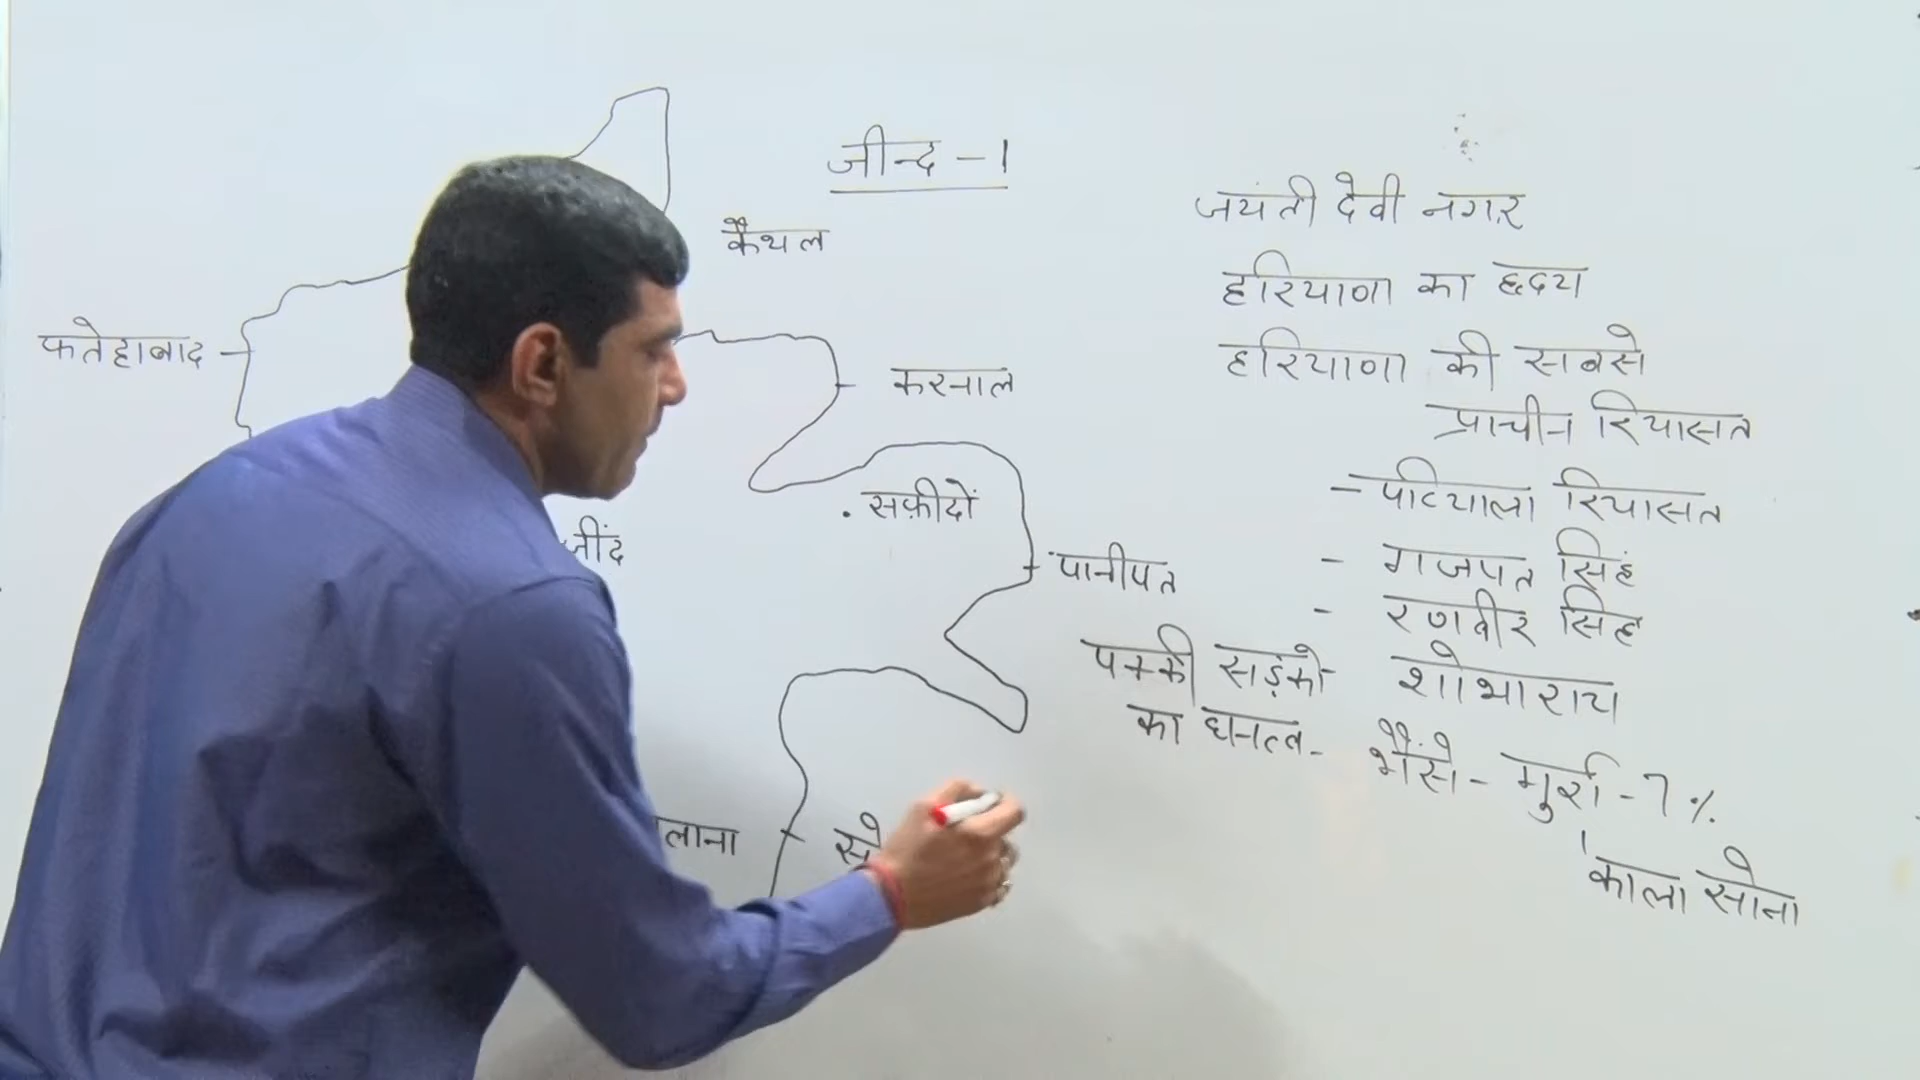 जीन्द - 1
कैथल
फतेहाबाद
करनाल
. सफ़ीदों
जींद
पानीपत
जयंती देवी नगर
हरियाणा का हृदय
हरियाणा की सबसे
प्राचीन रियासत
- पटियाला रियासत
- गजपत सिंह
- रणबीर सिंह
पक्की सड़को - शोभाराय
का घनत्व - भैंसे - मुर्रा - 7 %
काला सोना